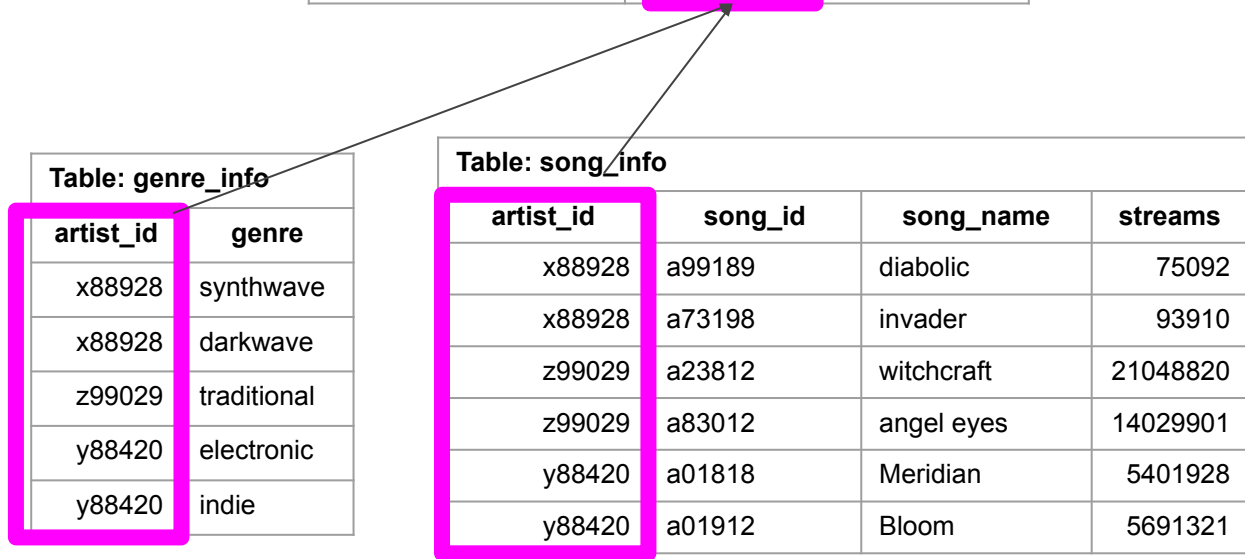 Table: genre_info
artist_id genre
x88928 synthwave
x88928 darkwave
z99029 traditional
y88420 electronic
y88420 indie
Table: song_info
artist_id song_id song_name streams
x88928 a99189 diabolic 75092
x88928 a73198 invader 93910
z99029 a23812 witchcraft 21048820
z99029 a83012 angel eyes 14029901
y88420 a01818 Meridian 5401928
y88420 a01912 Bloom 5691321